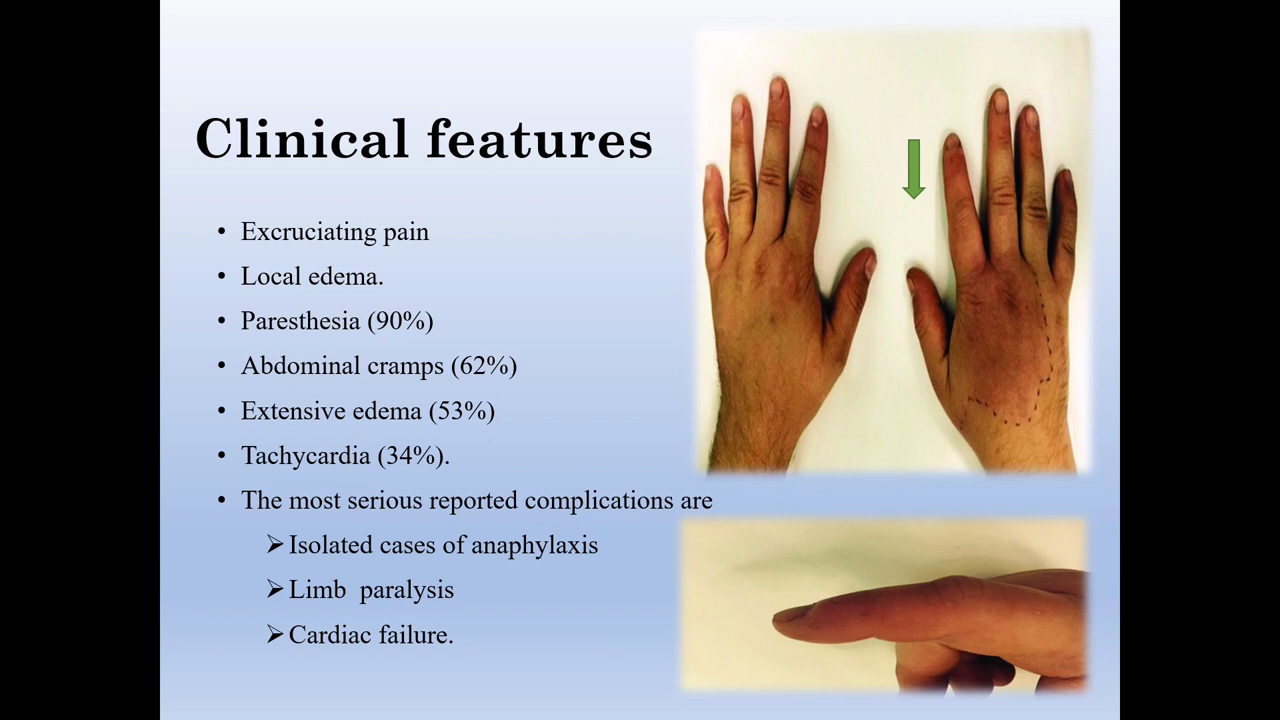 Clinical features
• Excruciating pain
• Local edema.
• Paresthesia (90%)
• Abdominal cramps (62%)
• Extensive edema (53%)
• Tachycardia (34%).
• The most serious reported complications are
➢ Isolated cases of anaphylaxis
➢ Limb  paralysis
➢ Cardiac failure.